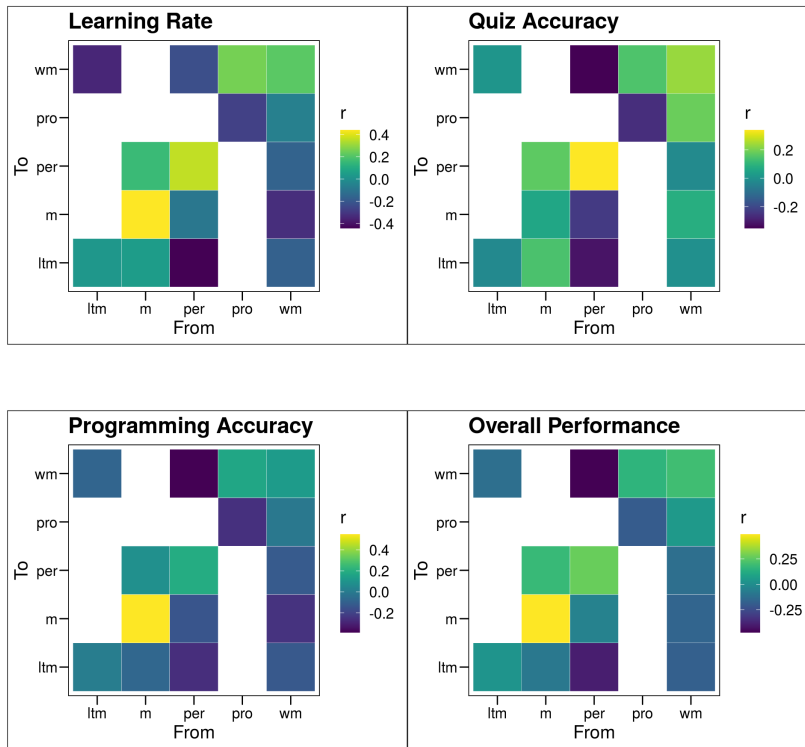 Learning Rate
To
wm
pro
per
m
ltm
ltm m per pro wm
From
r
0.4
0.2
0.0
-0.2
-0.4
Quiz Accuracy
To
wm
pro
per
m
ltm
ltm m per pro wm
From
r
0.2
0.0
-0.2
Programming Accuracy
To
wm
pro
per
m
ltm
ltm m per pro wm
From
r
0.4
0.2
0.0
-0.2
Overall Performance
To
wm
pro
per
m
ltm
ltm m per pro wm
From
r
0.25
0.00
-0.25